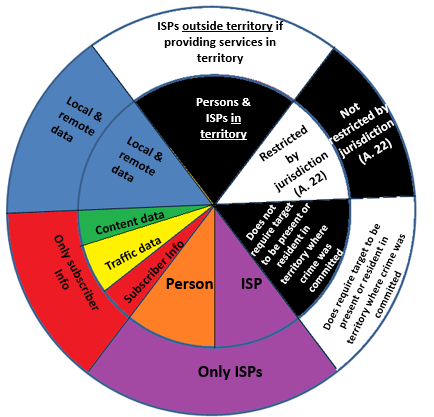 ISPs outside territory if
providing services in
territory
Local & 
remote
data
Persons &
ISPs in
territory
Not
restricted by
jurisdiction
(A. 22)
Local &
remote
data
Restricted
by
jurisdiction
(A. 22)
Content data
Traffic data
Subscriber Info
Only subscriber
Info
Does not
require target
to be present or
resident in
territory where
crime was
committed
Does require target to be
present or resident in
territory where crime was
committed
Person
ISP
Only ISPs